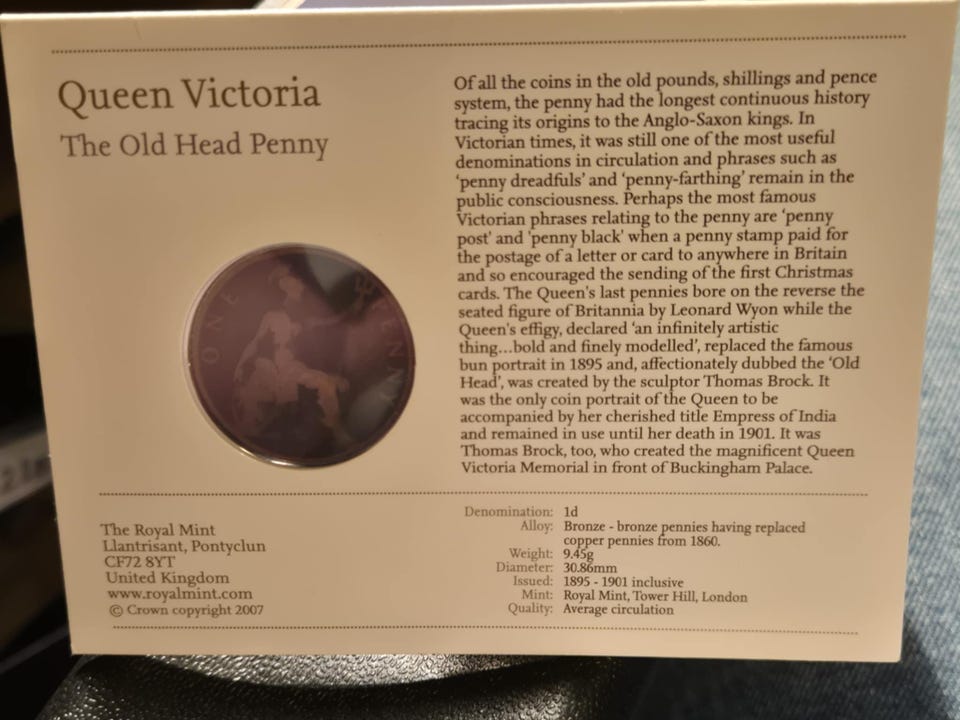 Queen Victoria
The Old Head Penny
ONE PENNY
Of all the coins in the old pounds, shillings and pence
system, the penny had the longest continuous history
tracing its origins to the Anglo-Saxon kings. In
Victorian times, it was still one of the most useful
denominations in circulation and phrases such as
‘penny dreadfuls’ and ‘penny-farthing’ remain in the
public consciousness. Perhaps the most famous
Victorian phrases relating to the penny are ‘penny
post’ and ‘penny black’ when a penny stamp paid for
the postage of a letter or card to anywhere in Britain
and so encouraged the sending of the first Christmas
cards. The Queen's last pennies bore on the reverse the
seated figure of Britannia by Leonard Wyon while the
Queen's effigy, declared ‘an infinitely artistic
thing...bold and finely modelled’, replaced the famous
bun portrait in 1895 and, affectionately dubbed the ‘Old
Head’, was created by the sculptor Thomas Brock. It
was the only coin portrait of the Queen to be
accompanied by her cherished title Empress of India
and remained in use until her death in 1901. It was
Thomas Brock, too, who created the magnificent Queen
Victoria Memorial in front of Buckingham Palace.
The Royal Mint
Llantrisant, Pontyclun
CF72 8YT
United Kingdom
www.royalmint.com
© Crown copyright 2007
Denomination: 1d
Alloy: Bronze - bronze pennies having replaced
copper pennies from 1860.
Weight: 9.45g
Diameter: 30.86mm
Issued: 1895 - 1901 inclusive
Mint: Royal Mint, Tower Hill, London
Quality: Average circulation